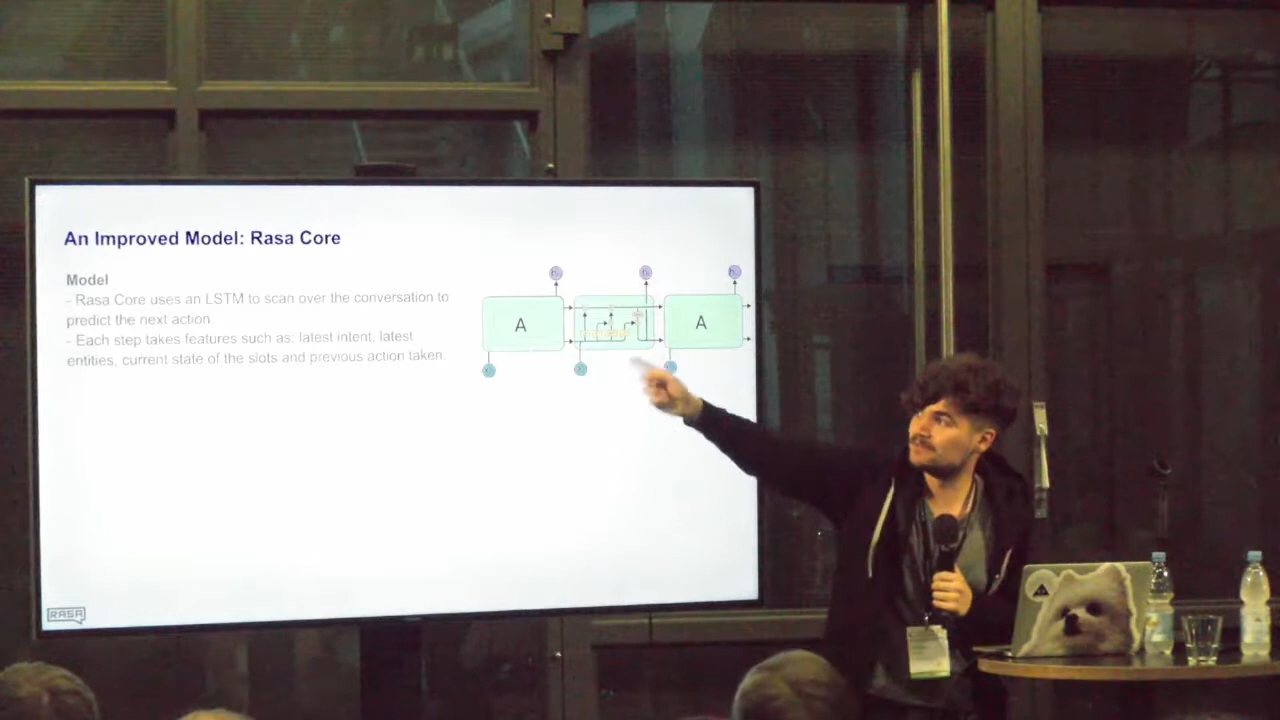 An Improved Model: Rasa Core
Model
- Rasa Core uses an LSTM to scan over the conversation to
predict the next action.
- Each step takes features such as: latest intent, latest
entities, current state of the slots and previous action taken.
A
A
RASA